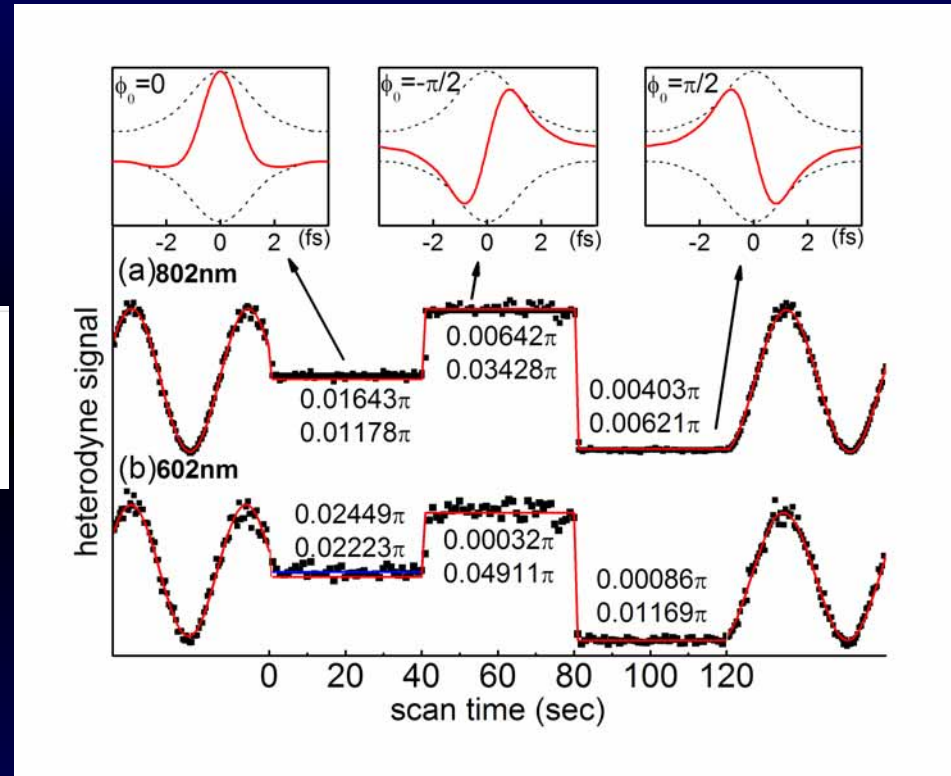 ϕ₀=0
ϕ₀=-π/2
ϕ₀=π/2
-2 0 2 (fs)
-2 0 2 (fs)
-2 0 2 (fs)
(a)802nm
0.01643π
0.01178π
0.00642π
0.03428π
0.00403π
0.00621π
(b)602nm
0.02449π
0.02223π
0.00032π
0.04911π
0.00086π
0.01169π
heterodyne signal
0 20 40 60 80 100 120
scan time (sec)